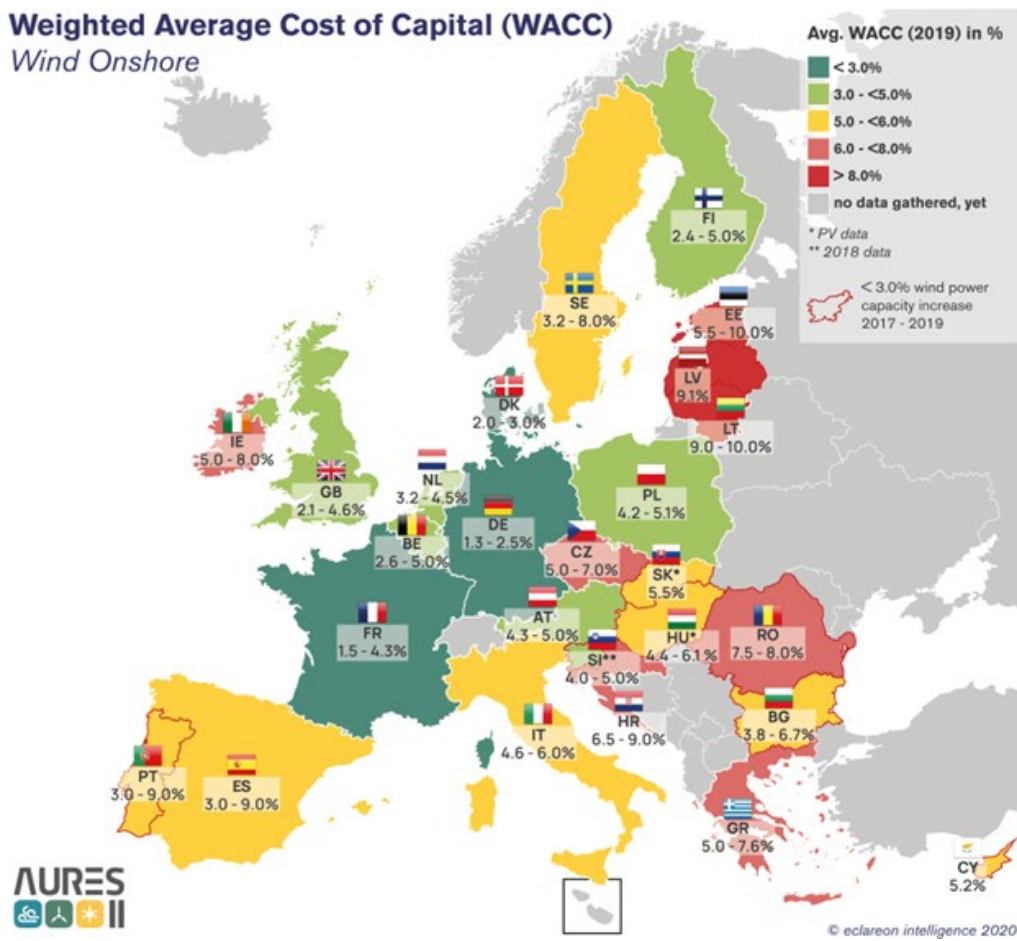 Weighted Average Cost of Capital (WACC)
Wind Onshore
Avg. WACC (2019) in %
< 3.0%
3.0 - <5.0%
5.0 - <6.0%
6.0 - <8.0%
> 8.0%
no data gathered, yet
* PV data
** 2018 data
< 3.0% wind power
capacity increase
2017 - 2019
FI
2.4 - 5.0%
SE
3.2 - 8.0%
EE
5.5 - 10.0%
LV
9.1%
LT
9.0 - 10.0%
DK
2.0 - 3.0%
IE
5.0 - 8.0%
GB
2.1 - 4.6%
NL
3.2 - 4.5%
BE
2.6 - 5.0%
DE
1.3 - 2.5%
PL
4.2 - 5.1%
CZ
5.0 - 7.0%
SK*
5.5%
FR
1.5 - 4.3%
AT
4.3 - 5.0%
HU*
4.4 - 6.1 %
RO
7.5 - 8.0%
SI**
4.0 - 5.0%
HR
6.5 - 9.0%
IT
4.6 - 6.0%
BG
3.8 - 6.7%
PT
3.0 - 9.0%
ES
3.0 - 9.0%
GR
5.0 - 7.6%
CY
5.2%
AURES
II
© eclareon intelligence 2020